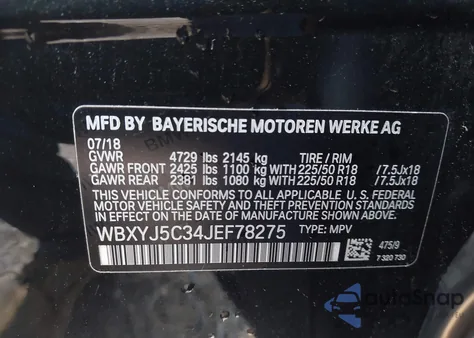 MFD BY BAYERISCHE MOTOREN WERKE AG
07/18
GVWR 4729 lbs 2145 kg TIRE / RIM
GAWR FRONT 2425 lbs 1100 kg WITH 225/50 R18 /7.5Jx18
GAWR REAR 2381 lbs 1080 kg WITH 225/50 R18 /7.5Jx18
THIS VEHICLE CONFORMS TO ALL APPLICABLE U. S. FEDERAL
MOTOR VEHICLE SAFETY AND THEFT PREVENTION STANDARDS
IN EFFECT ON THE DATE OF MANUFACTURE SHOWN ABOVE.
WBXYJ5C34JEF78275 TYPE: MPV
475/9
7 320 730
autoSnap